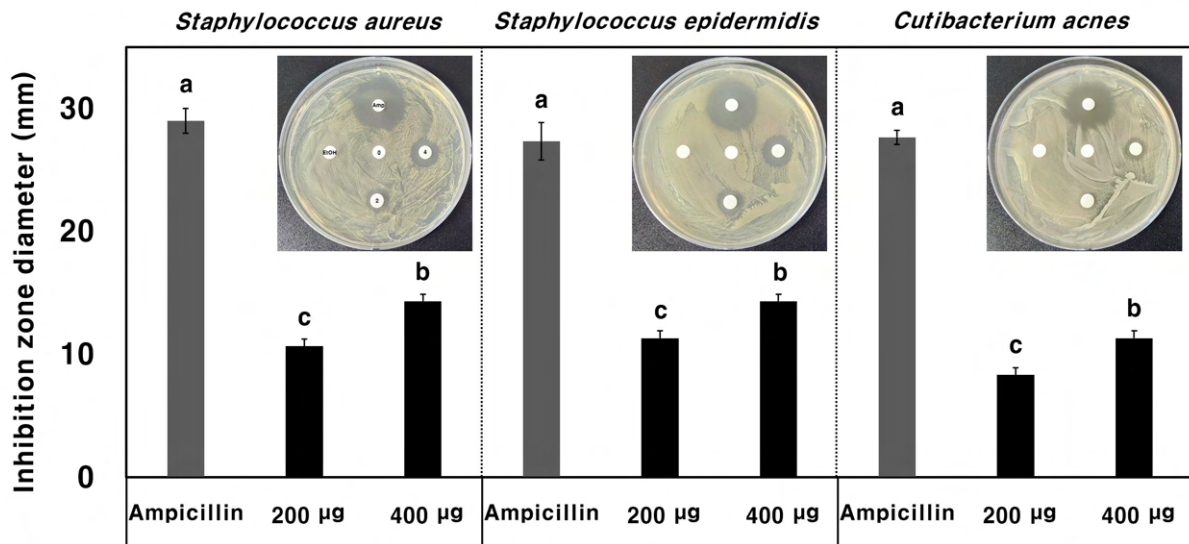 Staphylococcus aureus
Staphylococcus epidermidis
Cutibacterium acnes
Inhibition zone diameter (mm)
30
20
10
0
a
c
b
a
c
b
a
c
b
Amp
EtOH
0
4
2
Ampicillin
200 µg
400 µg
Ampicillin
200 µg
400 µg
Ampicillin
200 µg
400 µg